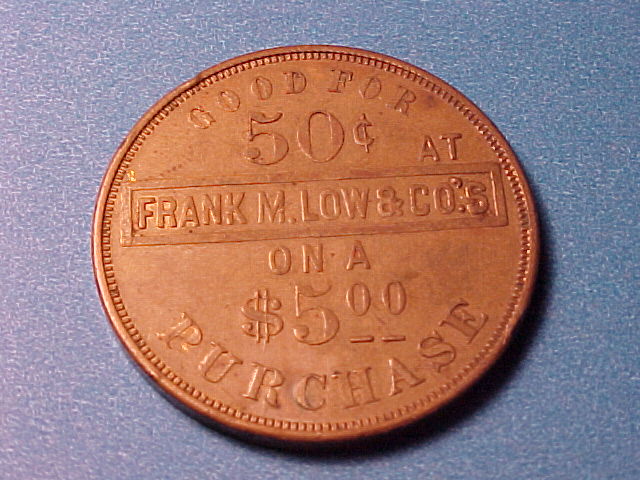 GOOD FOR
50¢ AT
FRANK M. LOW & CO.'S
ON A
$5.00
PURCHASE